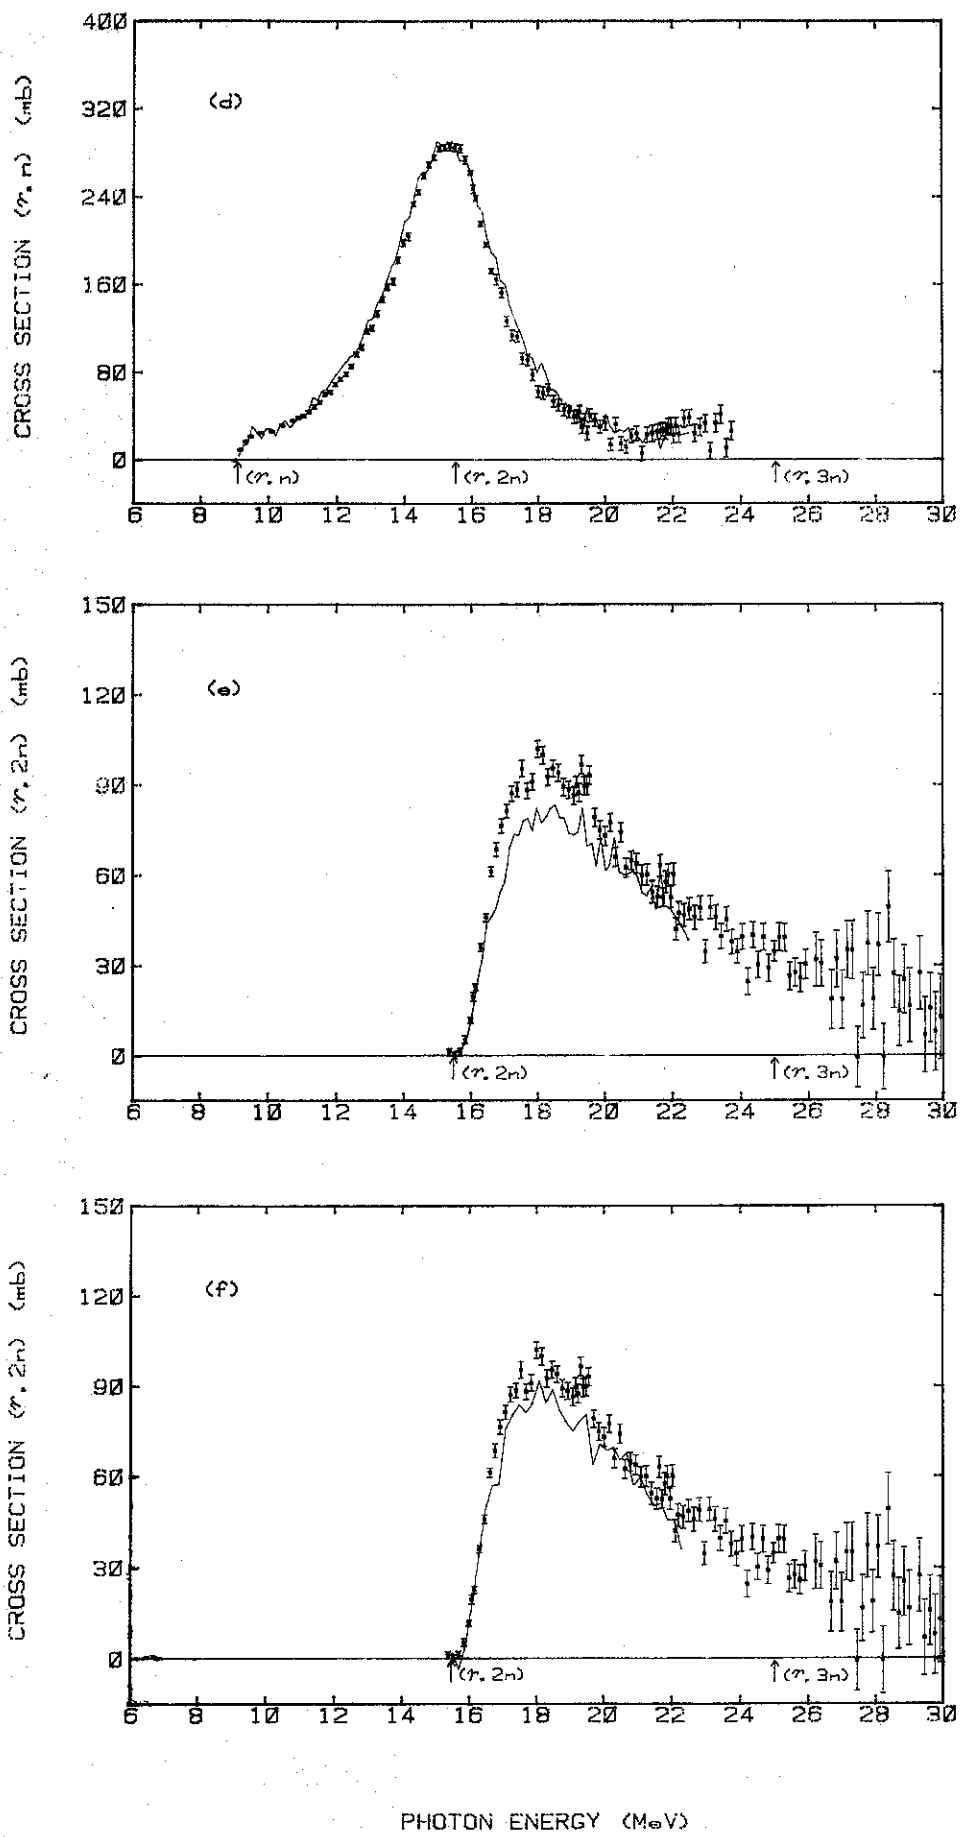 400
320
240
160
80
0
CROSS SECTION (r, n) (mb)
(d)
↑(r, n)
↑(r, 2n)
↑(r, 3n)
6 8 10 12 14 16 18 20 22 24 26 28 30
150
120
90
60
30
0
CROSS SECTION (r, 2n) (mb)
(e)
↑(r, 2n)
↑(r, 3n)
6 8 10 12 14 16 18 20 22 24 26 28 30
150
120
90
60
30
0
CROSS SECTION (r, 2n) (mb)
(f)
↑(r, 2n)
↑(r, 3n)
6 8 10 12 14 16 18 20 22 24 26 28 30
PHOTON ENERGY (MeV)